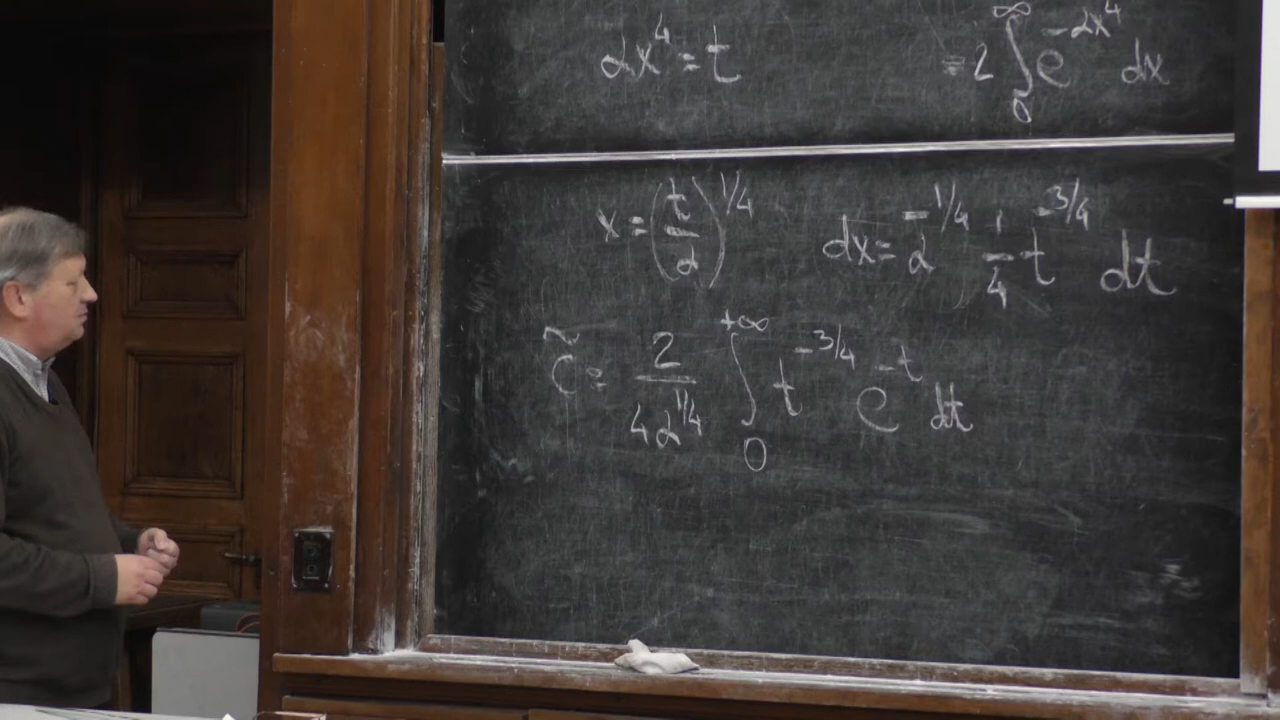 αx⁴ = t    = 2 ∫₀^∞ e^(-αx⁴) dx
x = (t/α)^(1/4)    dx = α^(-1/4) 1/4 t^(-3/4) dt
C̃ = 2/(4α^(1/4)) ∫₀^(+∞) t^(-3/4) e^(-t) dt